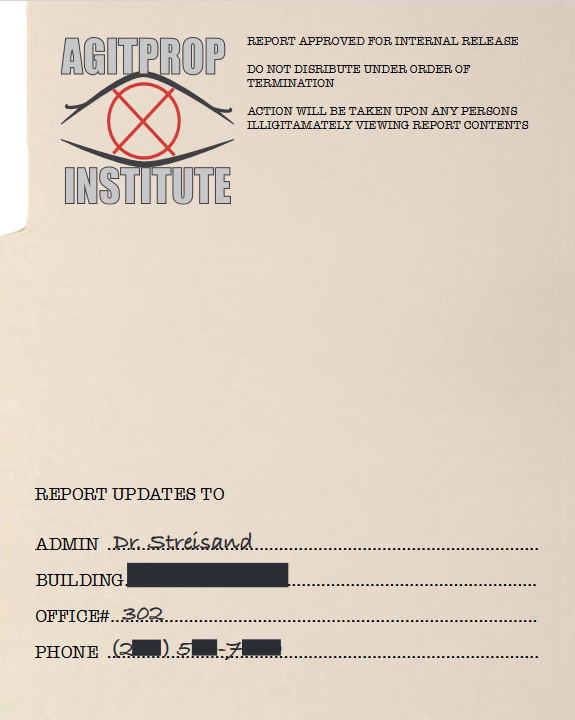 AGITPROP
INSTITUTE
REPORT APPROVED FOR INTERNAL RELEASE
DO NOT DISRIBUTE UNDER ORDER OF
TERMINATION
ACTION WILL BE TAKEN UPON ANY PERSONS
ILLIGITAMATELY VIEWING REPORT CONTENTS
REPORT UPDATES TO
ADMIN Dr. Streisand
BUILDING
OFFICE# 302
PHONE (2 ) 5 -7